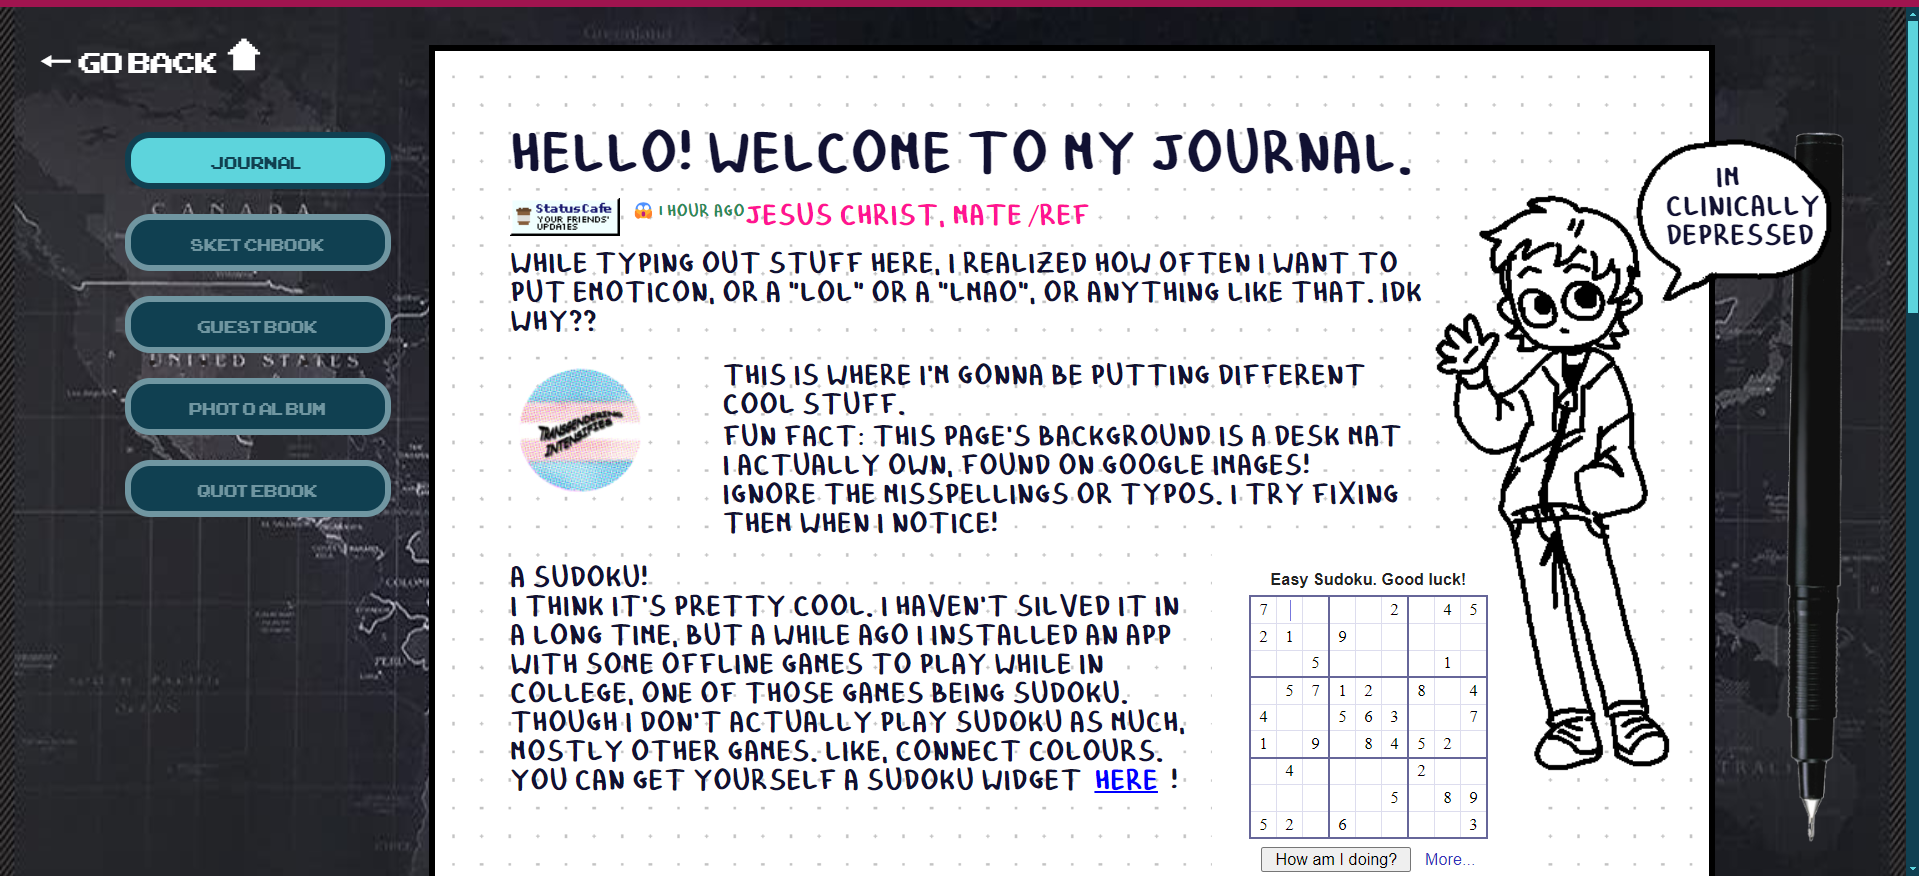 ← GO BACK
JOURNAL
SKETCHBOOK
GUESTBOOK
PHOTO ALBUM
QUOTEBOOK
Greenland
CANADA
UNITED STATES
PERU
HELLO! WELCOME TO MY JOURNAL.
StatusCafe
YOUR FRIENDS'
UPDATES
😱 1 HOUR AGO JESUS CHRIST, MATE /REF
WHILE TYPING OUT STUFF HERE, I REALIZED HOW OFTEN I WANT TO
PUT EMOTICON, OR A "LOL" OR A "LMAO", OR ANYTHING LIKE THAT. IDK
WHY??
TRANSGENDERING
INTENSIFIES
THIS IS WHERE I'M GONNA BE PUTTING DIFFERENT
COOL STUFF.
FUN FACT: THIS PAGE'S BACKGROUND IS A DESK MAT
I ACTUALLY OWN, FOUND ON GOOGLE IMAGES!
IGNORE THE MISSPELLINGS OR TYPOS. I TRY FIXING
THEM WHEN I NOTICE!
A SUDOKU!
I THINK IT'S PRETTY COOL. I HAVEN'T SILVED IT IN
A LONG TIME, BUT A WHILE AGO I INSTALLED AN APP
WITH SOME OFFLINE GAMES TO PLAY WHILE IN
COLLEGE, ONE OF THOSE GAMES BEING SUDOKU.
THOUGH I DON'T ACTUALLY PLAY SUDOKU AS MUCH,
MOSTLY OTHER GAMES. LIKE, CONNECT COLOURS.
YOU CAN GET YOURSELF A SUDOKU WIDGET HERE !
Easy Sudoku. Good luck!
7 2 4 5
2 1 9
5 1
5 7 1 2 8 4
4 5 6 3 7
1 9 8 4 5 2
4 2
5 8 9
5 2 6 3
How am I doing? More...
IM
CLINICALLY
DEPRESSED